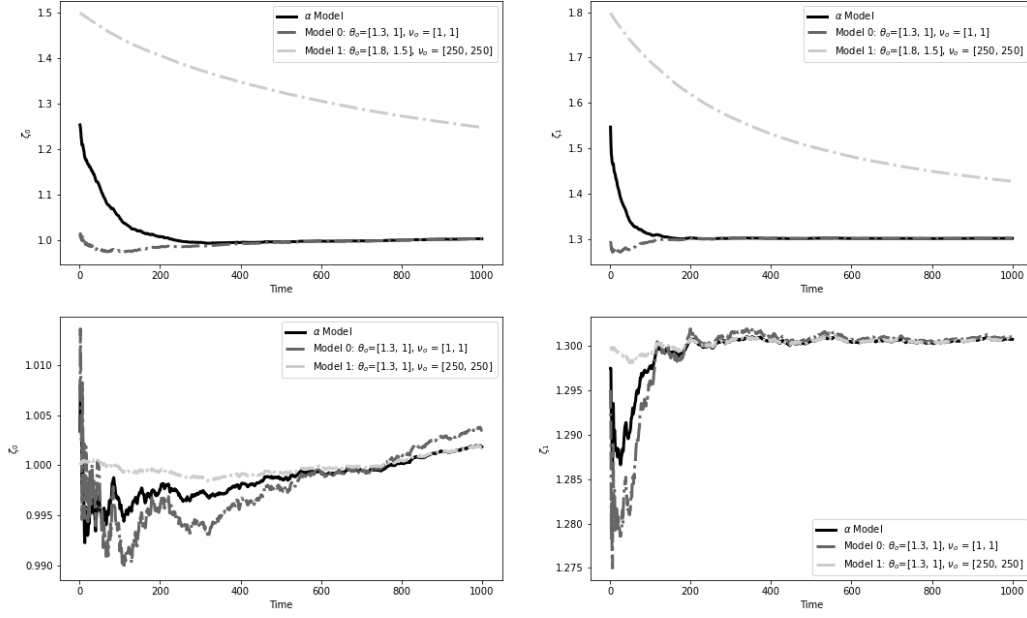 1.5
1.4
1.3
1.2
1.1
1.0
ζ₀
α Model
Model 0: θₒ=[1.3, 1], νₒ = [1, 1]
Model 1: θₒ=[1.8, 1.5], νₒ = [250, 250]
0 200 400 600 800 1000
Time
1.8
1.7
1.6
1.5
1.4
1.3
ζ₁
α Model
Model 0: θₒ=[1.3, 1], νₒ = [1, 1]
Model 1: θₒ=[1.8, 1.5], νₒ = [250, 250]
0 200 400 600 800 1000
Time
1.010
1.005
1.000
0.995
0.990
ζ₀
α Model
Model 0: θₒ=[1.3, 1], νₒ = [1, 1]
Model 1: θₒ=[1.3, 1], νₒ = [250, 250]
0 200 400 600 800 1000
Time
1.300
1.295
1.290
1.285
1.280
1.275
ζ₁
α Model
Model 0: θₒ=[1.3, 1], νₒ = [1, 1]
Model 1: θₒ=[1.3, 1], νₒ = [250, 250]
0 200 400 600 800 1000
Time